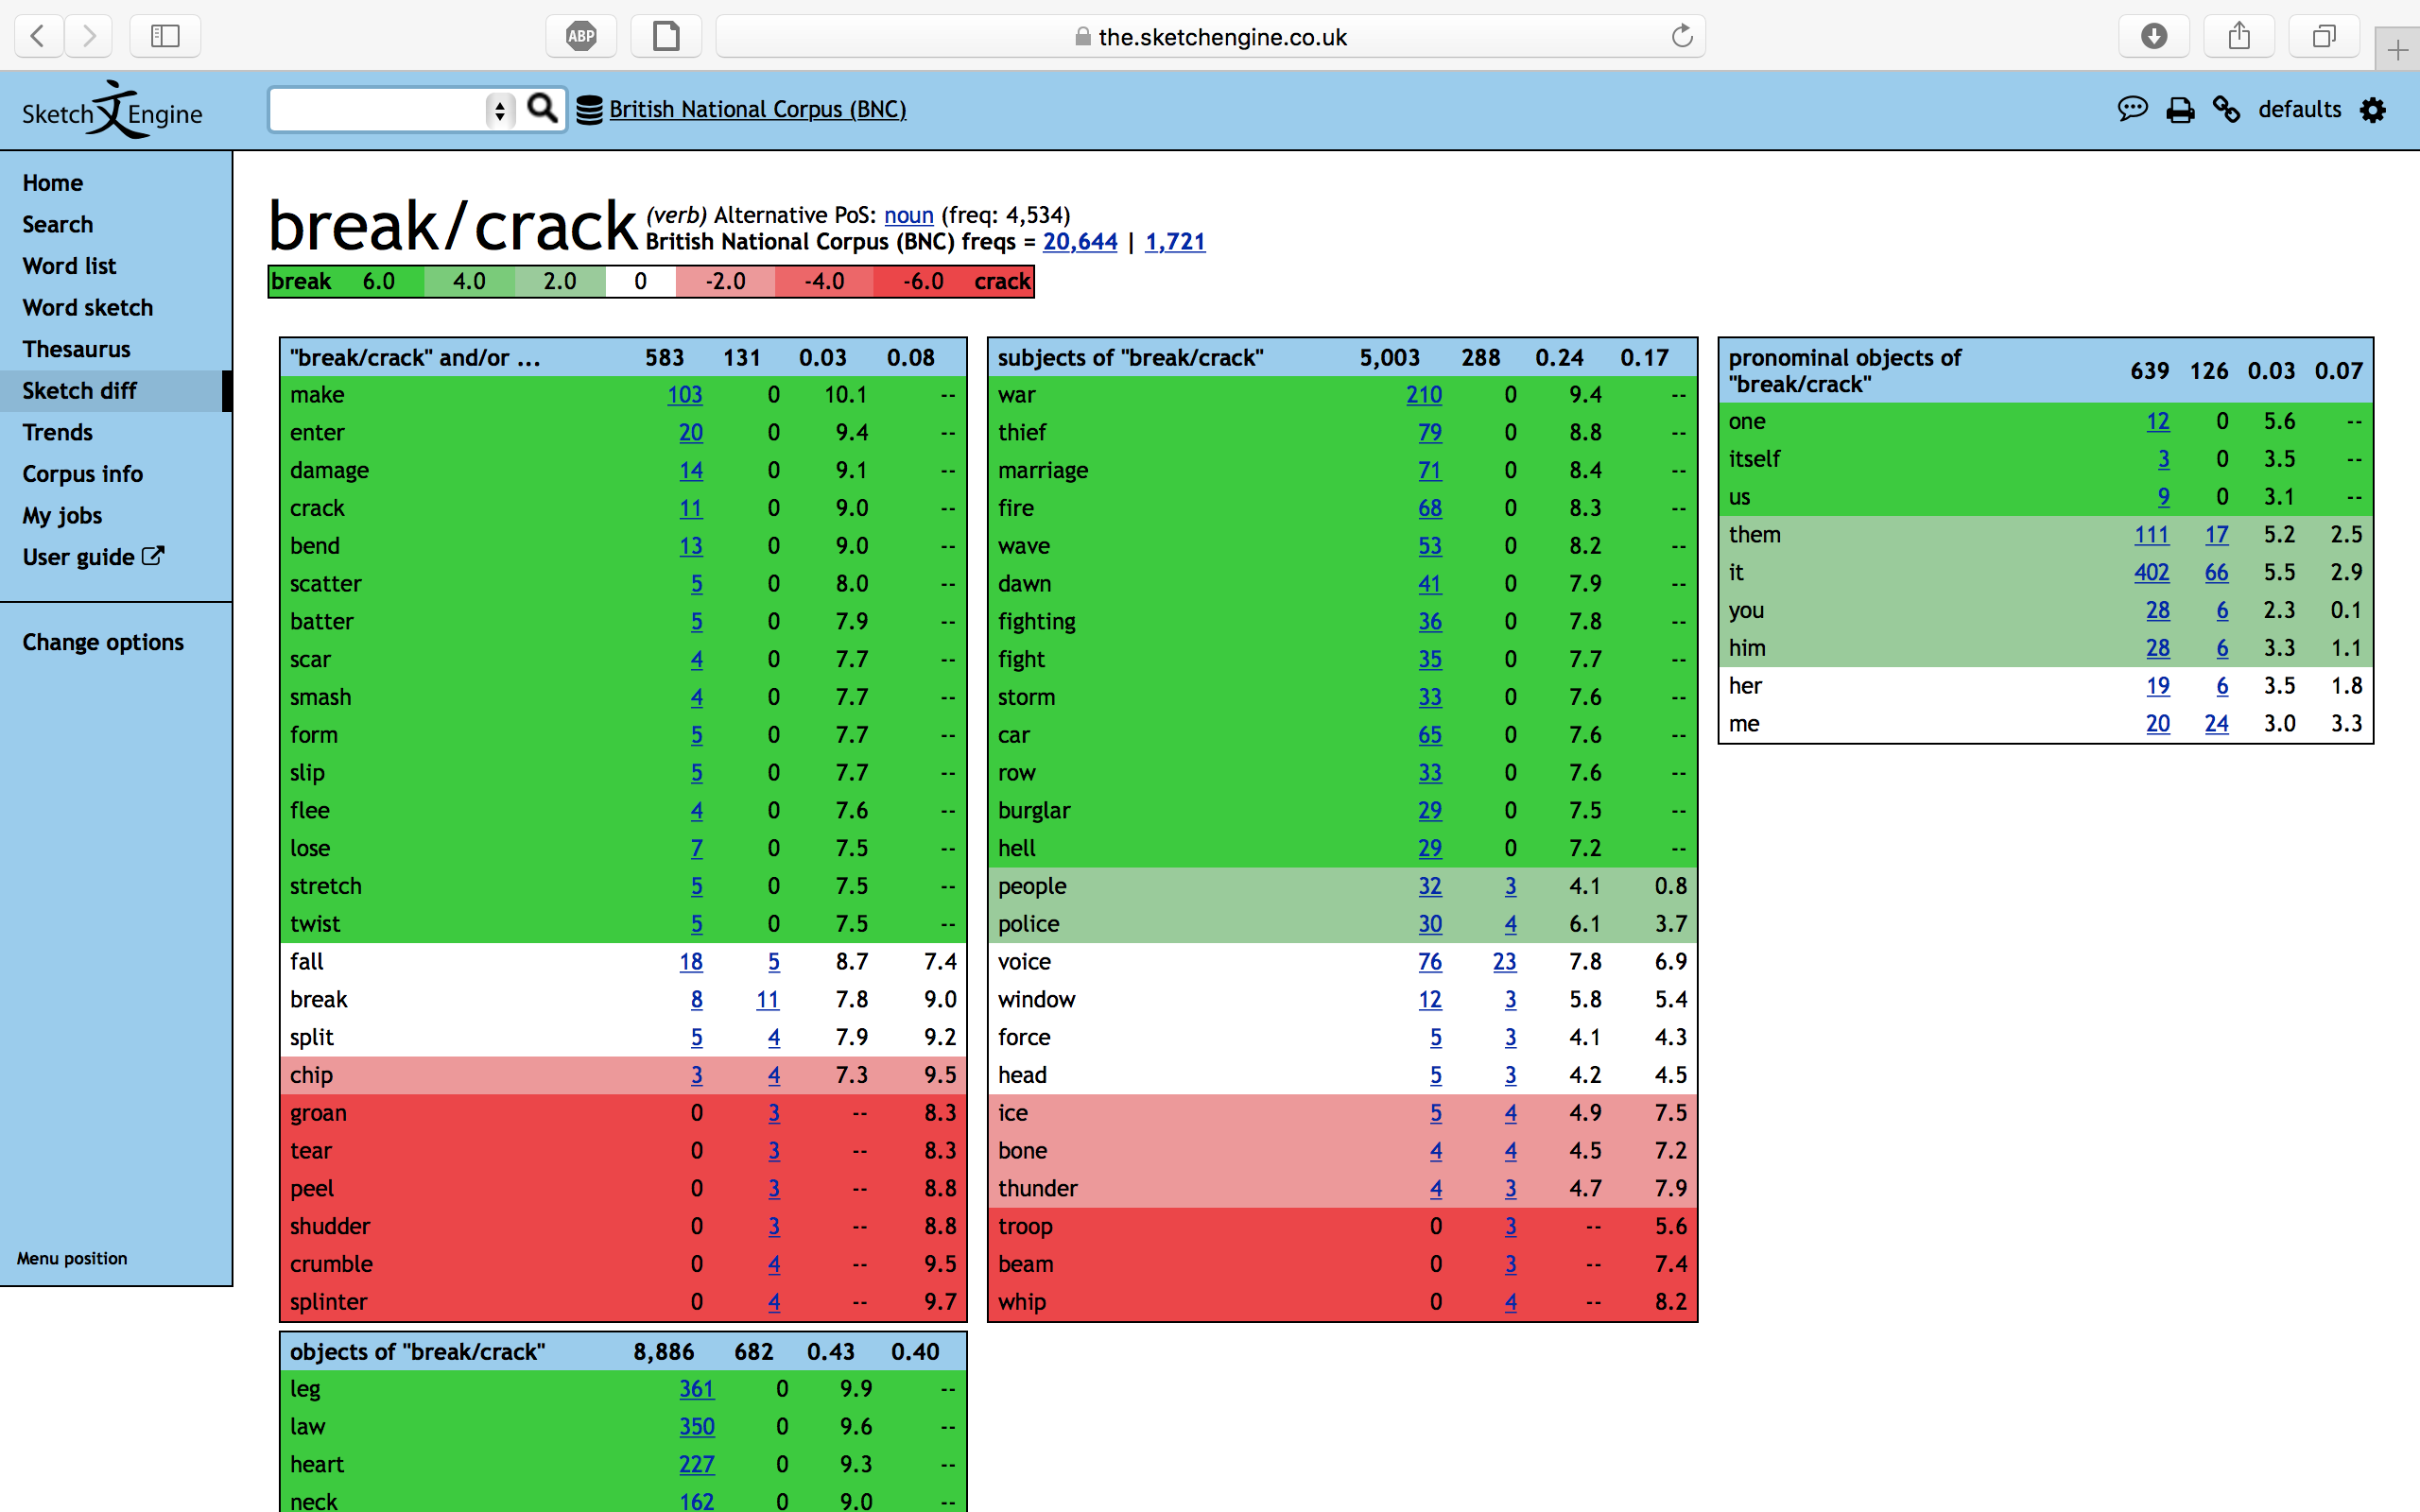 ABP
the.sketchengine.co.uk
Sketch文Engine
British National Corpus (BNC)
defaults
Home
Search
Word list
Word sketch
Thesaurus
Sketch diff
Trends
Corpus info
My jobs
User guide
Change options
Menu position
break/crack (verb) Alternative PoS: noun (freq: 4,534)
British National Corpus (BNC) freqs = 20,644 | 1,721
break 6.0 4.0 2.0 0 -2.0 -4.0 -6.0 crack
"break/crack" and/or ... 583 131 0.03 0.08
make 103 0 10.1 --
enter 20 0 9.4 --
damage 14 0 9.1 --
crack 11 0 9.0 --
bend 13 0 9.0 --
scatter 5 0 8.0 --
batter 5 0 7.9 --
scar 4 0 7.7 --
smash 4 0 7.7 --
form 5 0 7.7 --
slip 5 0 7.7 --
flee 4 0 7.6 --
lose 7 0 7.5 --
stretch 5 0 7.5 --
twist 5 0 7.5 --
fall 18 5 8.7 7.4
break 8 11 7.8 9.0
split 5 4 7.9 9.2
chip 3 4 7.3 9.5
groan 0 3 -- 8.3
tear 0 3 -- 8.3
peel 0 3 -- 8.8
shudder 0 3 -- 8.8
crumble 0 4 -- 9.5
splinter 0 4 -- 9.7
subjects of "break/crack" 5,003 288 0.24 0.17
war 210 0 9.4 --
thief 79 0 8.8 --
marriage 71 0 8.4 --
fire 68 0 8.3 --
wave 53 0 8.2 --
dawn 41 0 7.9 --
fighting 36 0 7.8 --
fight 35 0 7.7 --
storm 33 0 7.6 --
car 65 0 7.6 --
row 33 0 7.6 --
burglar 29 0 7.5 --
hell 29 0 7.2 --
people 32 3 4.1 0.8
police 30 4 6.1 3.7
voice 76 23 7.8 6.9
window 12 3 5.8 5.4
force 5 3 4.1 4.3
head 5 3 4.2 4.5
ice 5 4 4.9 7.5
bone 4 4 4.5 7.2
thunder 4 3 4.7 7.9
troop 0 3 -- 5.6
beam 0 3 -- 7.4
whip 0 4 -- 8.2
pronominal objects of
"break/crack" 639 126 0.03 0.07
one 12 0 5.6 --
itself 3 0 3.5 --
us 9 0 3.1 --
them 111 17 5.2 2.5
it 402 66 5.5 2.9
you 28 6 2.3 0.1
him 28 6 3.3 1.1
her 19 6 3.5 1.8
me 20 24 3.0 3.3
objects of "break/crack" 8,886 682 0.43 0.40
leg 361 0 9.9 --
law 350 0 9.6 --
heart 227 0 9.3 --
neck 162 0 9.0 --